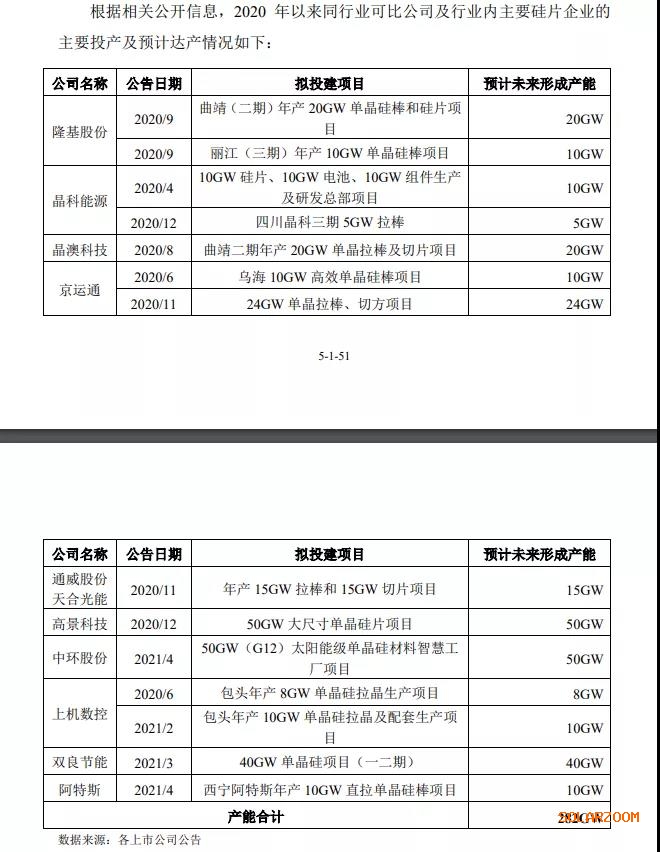 根据相关公开信息，2020 年以来同行业可比公司及行业内主要硅片企业的
主要投产及预计达产情况如下：
公司名称 公告日期 拟投建项目 预计未来形成产能
隆基股份 2020/9 曲靖（二期）年产 20GW 单晶硅棒和硅片项
目 20GW
2020/9 丽江（三期）年产 10GW 单晶硅棒项目 10GW
晶科能源 2020/4 10GW 硅片、10GW 电池、10GW 组件生产
及研发总部项目 10GW
2020/12 四川晶科三期 5GW 拉棒 5GW
晶澳科技 2020/8 曲靖二期年产 20GW 单晶拉棒及切片项目 20GW
京运通 2020/6 乌海 10GW 高效单晶硅棒项目 10GW
2020/11 24GW 单晶拉棒、切方项目 24GW
5-1-51
公司名称 公告日期 拟投建项目 预计未来形成产能
通威股份
天合光能 2020/11 年产 15GW 拉棒和 15GW 切片项目 15GW
高景科技 2020/12 50GW 大尺寸单晶硅片项目 50GW
中环股份 2021/4 50GW（G12）太阳能级单晶硅材料智慧工
厂项目 50GW
上机数控 2020/6 包头年产 8GW 单晶硅拉晶生产项目 8GW
2021/2 包头年产 10GW 单晶硅拉晶及配套生产项
目 10GW
双良节能 2021/3 40GW 单晶硅项目（一二期） 40GW
阿特斯 2021/4 西宁阿特斯年产 10GW 直拉单晶硅棒项目 10GW
产能合计 282GW
SOLARZOOM
数据来源：各上市公司公告